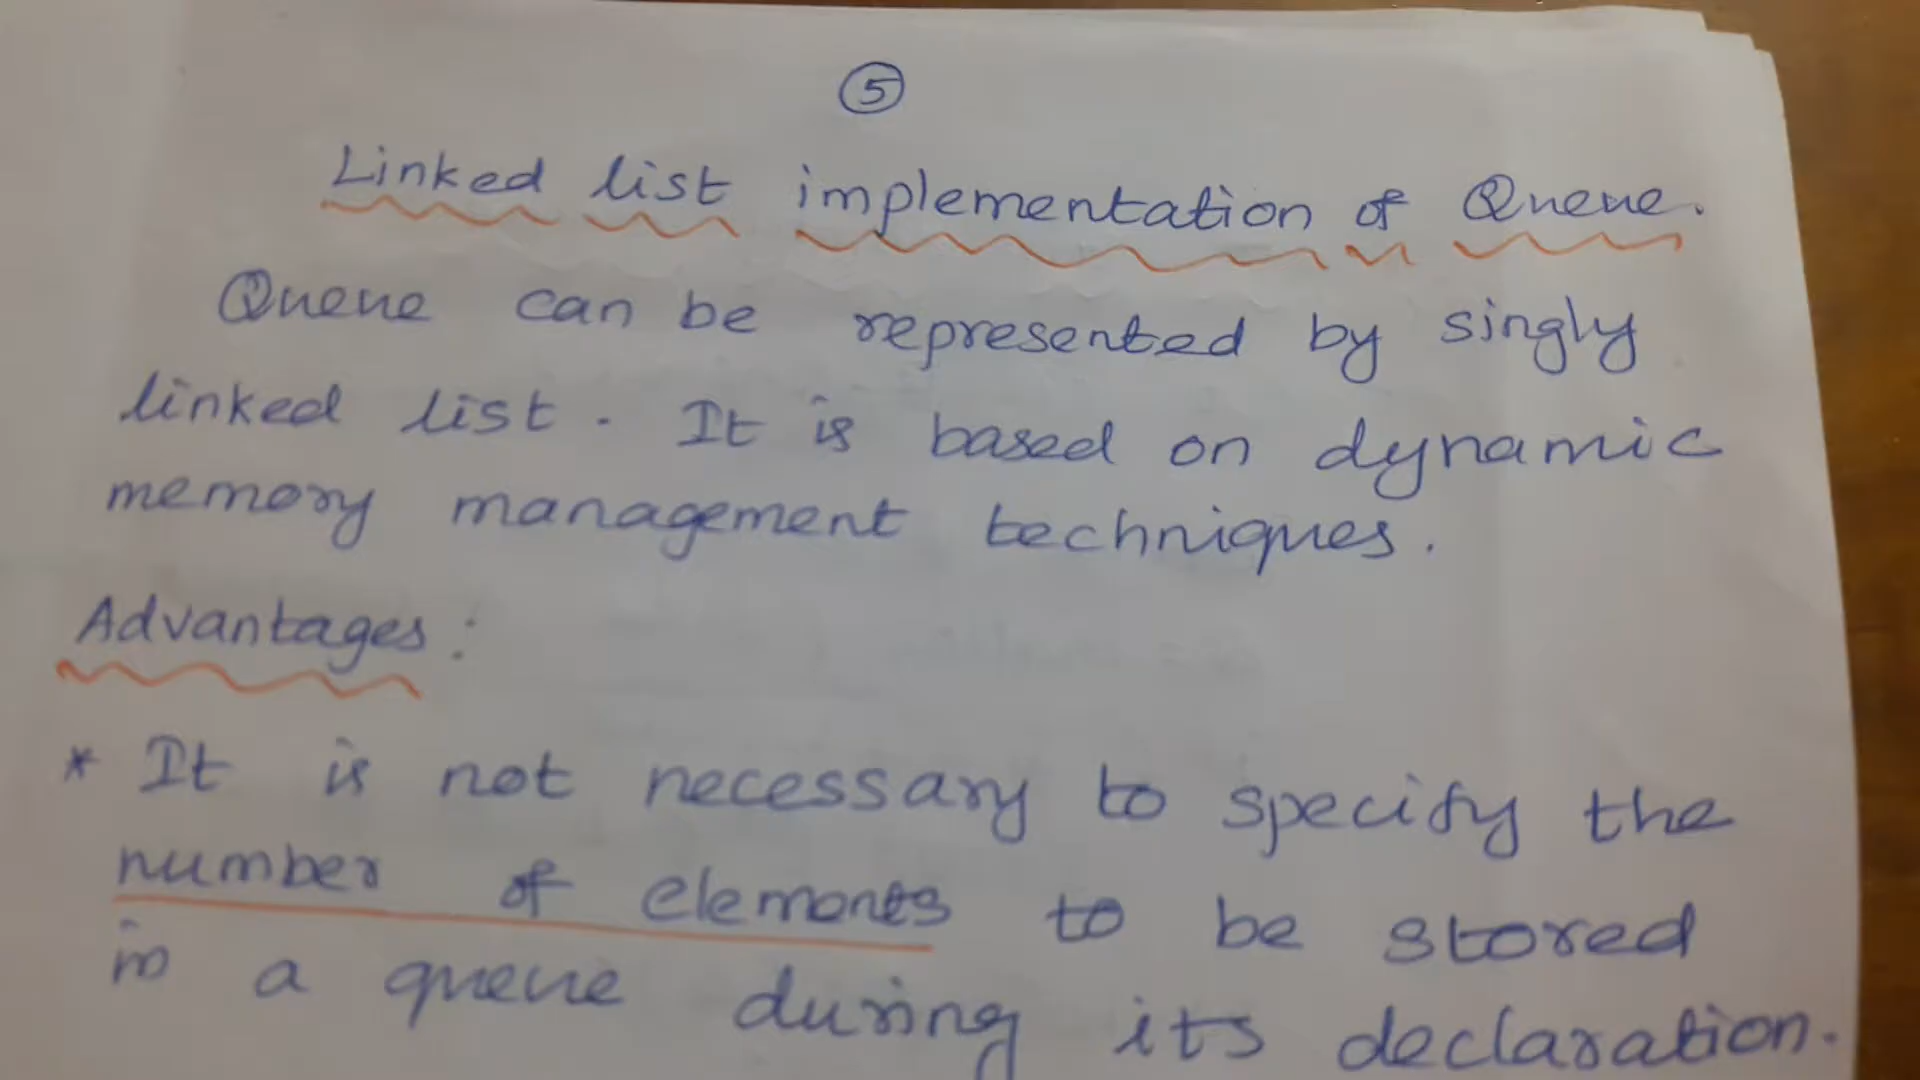 5
Linked list implementation of Queue.
Queue can be represented by singly
linked list. It is based on dynamic
memory management techniques.
Advantages:
* It is not necessary to specify the
number of elements to be stored
in a queue during its declaration.